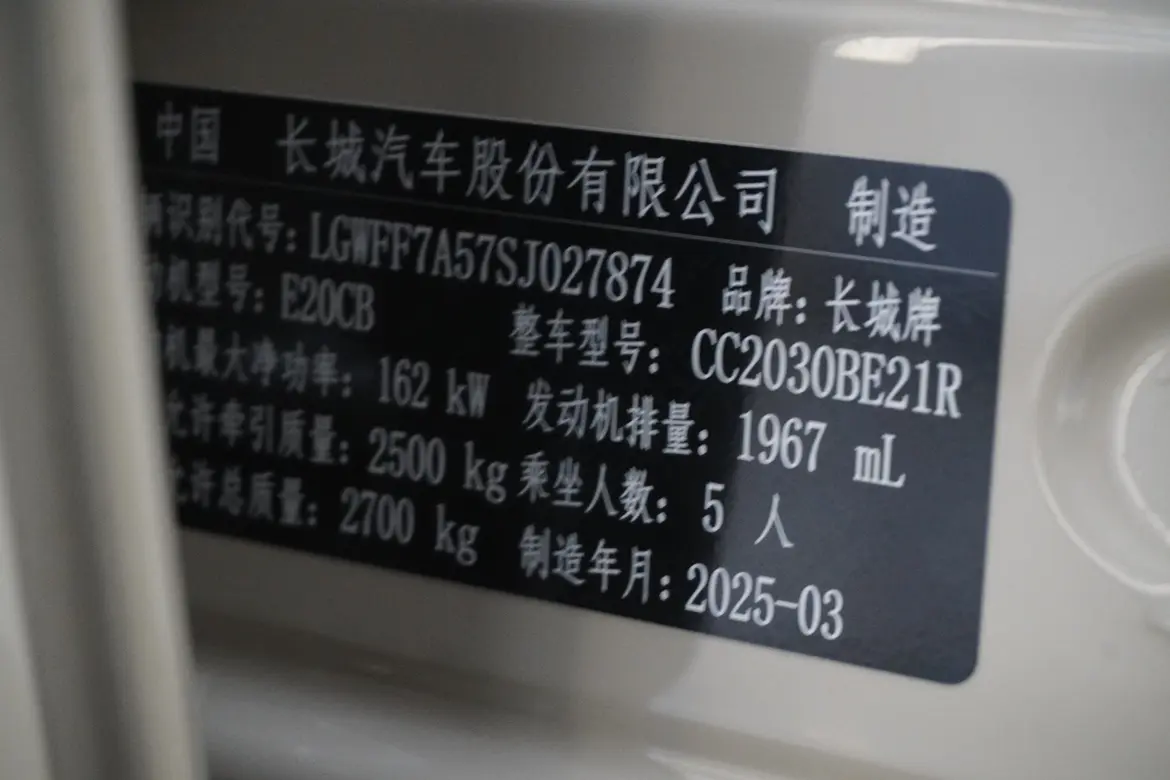 中国 长城汽车股份有限公司 制造
辆识别代号：LGWFF7A57SJ027874 品牌：长城牌
动机型号：E20CB 整车型号：CC2030BE21R
机最大净功率：162 kW 发动机排量：1967 mL
允许牵引质量：2500 kg 乘坐人数：5 人
允许总质量：2700 kg 制造年月：2025-03